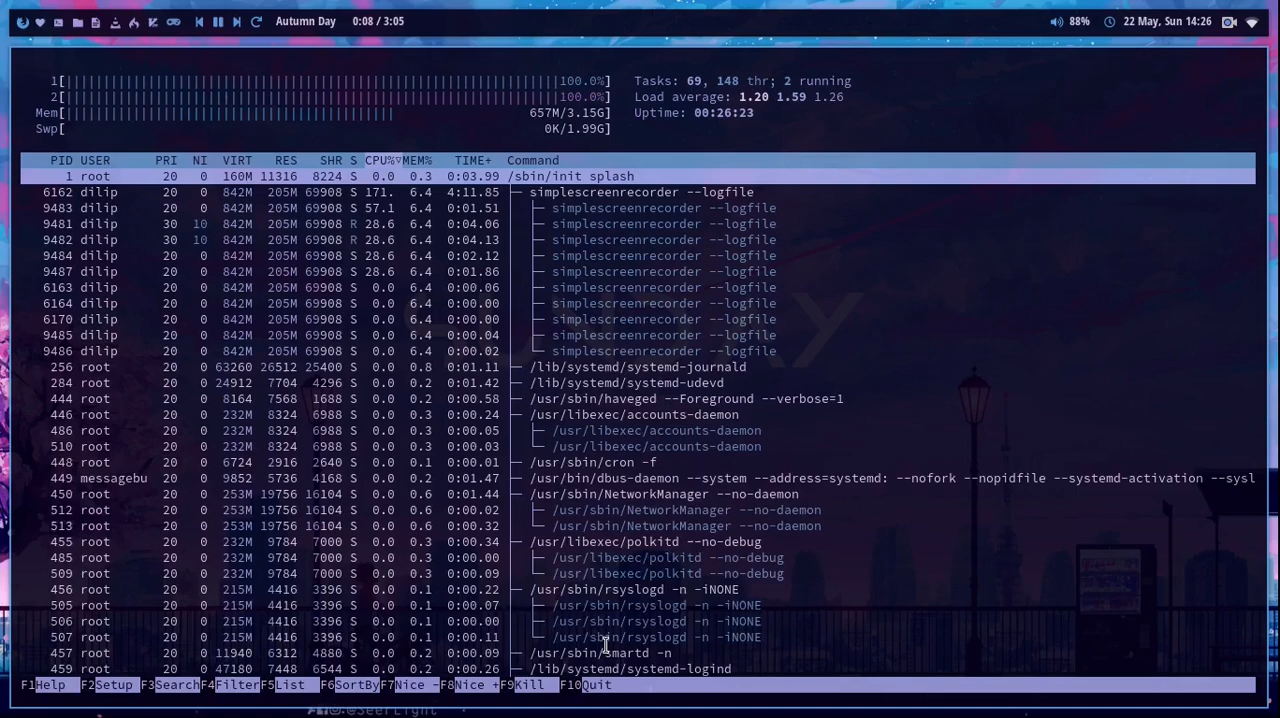 Autumn Day 0:08 / 3:05 88% 22 May, Sun 14:26
1[||||||||||||||||||||||||||||||||||||||||||||||||||||||||||||||||||100.0%] Tasks: 69, 148 thr; 2 running
2[||||||||||||||||||||||||||||||||||||||||||||||||||||||||||||||||||100.0%] Load average: 1.20 1.59 1.26
Mem[||||||||||||||||||||||||||||||||||||||||||||| 657M/3.15G] Uptime: 00:26:23
Swp[ 0K/1.99G]
PID USER PRI NI VIRT RES SHR S CPU%▽MEM% TIME+ Command
1 root 20 0 160M 11316 8224 S 0.0 0.3 0:03.99 /sbin/init splash
6162 dilip 20 0 842M 205M 69908 S 171. 6.4 4:11.85 ├─ simplescreenrecorder --logfile
9483 dilip 20 0 842M 205M 69908 S 57.1 6.4 0:01.51 │ ├─ simplescreenrecorder --logfile
9481 dilip 30 10 842M 205M 69908 R 28.6 6.4 0:04.06 │ ├─ simplescreenrecorder --logfile
9482 dilip 30 10 842M 205M 69908 R 28.6 6.4 0:04.13 │ ├─ simplescreenrecorder --logfile
9484 dilip 20 0 842M 205M 69908 S 28.6 6.4 0:02.12 │ ├─ simplescreenrecorder --logfile
9487 dilip 20 0 842M 205M 69908 S 28.6 6.4 0:01.86 │ ├─ simplescreenrecorder --logfile
6163 dilip 20 0 842M 205M 69908 S 0.0 6.4 0:00.06 │ ├─ simplescreenrecorder --logfile
6164 dilip 20 0 842M 205M 69908 S 0.0 6.4 0:00.00 │ ├─ simplescreenrecorder --logfile
6170 dilip 20 0 842M 205M 69908 S 0.0 6.4 0:00.00 │ ├─ simplescreenrecorder --logfile
9485 dilip 20 0 842M 205M 69908 S 0.0 6.4 0:00.04 │ ├─ simplescreenrecorder --logfile
9486 dilip 20 0 842M 205M 69908 S 0.0 6.4 0:00.02 │ └─ simplescreenrecorder --logfile
256 root 20 0 63260 26512 25400 S 0.0 0.8 0:01.11 ├─ /lib/systemd/systemd-journald
284 root 20 0 24912 7704 4296 S 0.0 0.2 0:01.42 ├─ /lib/systemd/systemd-udevd
444 root 20 0 8164 7568 1688 S 0.0 0.2 0:00.58 ├─ /usr/sbin/haveged --Foreground --verbose=1
446 root 20 0 232M 8324 6988 S 0.0 0.3 0:00.24 ├─ /usr/libexec/accounts-daemon
486 root 20 0 232M 8324 6988 S 0.0 0.3 0:00.05 │ ├─ /usr/libexec/accounts-daemon
510 root 20 0 232M 8324 6988 S 0.0 0.3 0:00.03 │ └─ /usr/libexec/accounts-daemon
448 root 20 0 6724 2916 2640 S 0.0 0.1 0:00.01 ├─ /usr/sbin/cron -f
449 messagebu 20 0 9852 5736 4168 S 0.0 0.2 0:01.47 ├─ /usr/bin/dbus-daemon --system --address=systemd: --nofork --nopidfile --systemd-activation --sysl
450 root 20 0 253M 19756 16104 S 0.0 0.6 0:01.44 ├─ /usr/sbin/NetworkManager --no-daemon
512 root 20 0 253M 19756 16104 S 0.0 0.6 0:00.02 │ ├─ /usr/sbin/NetworkManager --no-daemon
513 root 20 0 253M 19756 16104 S 0.0 0.6 0:00.32 │ └─ /usr/sbin/NetworkManager --no-daemon
455 root 20 0 232M 9784 7000 S 0.0 0.3 0:00.34 ├─ /usr/libexec/polkitd --no-debug
485 root 20 0 232M 9784 7000 S 0.0 0.3 0:00.00 │ ├─ /usr/libexec/polkitd --no-debug
509 root 20 0 232M 9784 7000 S 0.0 0.3 0:00.09 │ └─ /usr/libexec/polkitd --no-debug
456 root 20 0 215M 4416 3396 S 0.0 0.1 0:00.22 ├─ /usr/sbin/rsyslogd -n -iNONE
505 root 20 0 215M 4416 3396 S 0.0 0.1 0:00.07 │ ├─ /usr/sbin/rsyslogd -n -iNONE
506 root 20 0 215M 4416 3396 S 0.0 0.1 0:00.00 │ ├─ /usr/sbin/rsyslogd -n -iNONE
507 root 20 0 215M 4416 3396 S 0.0 0.1 0:00.11 │ └─ /usr/sbin/rsyslogd -n -iNONE
457 root 20 0 11940 6312 4880 S 0.0 0.2 0:00.09 ├─ /usr/sbin/smartd -n
459 root 20 0 47180 7448 6544 S 0.0 0.2 0:00.26 ├─ /lib/systemd/systemd-logind
F1Help F2Setup F3SearchF4FilterF5List F6SortByF7Nice -F8Nice +F9Kill F10Quit